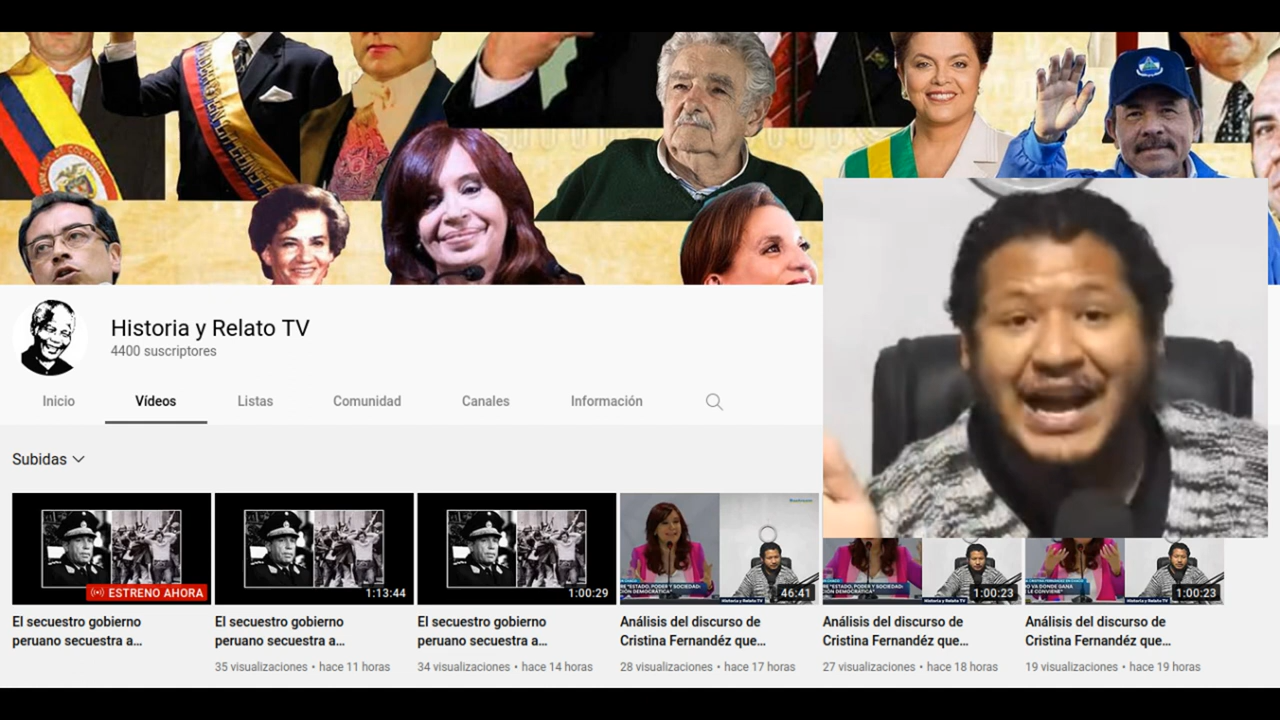 Historia y Relato TV
4400 suscriptores
Inicio
Vídeos
Listas
Comunidad
Canales
Información
Subidas
ESTRENO AHORA
1:13:44
1:00:29
46:41
1:00:23
1:00:23
El secuestro gobierno
peruano secuestra a...
El secuestro gobierno
peruano secuestra a...
35 visualizaciones • hace 11 horas
El secuestro gobierno
peruano secuestra a...
34 visualizaciones • hace 14 horas
Análisis del discurso de
Cristina Fernandéz que...
28 visualizaciones • hace 17 horas
Análisis del discurso de
Cristina Fernandéz que...
27 visualizaciones • hace 18 horas
Análisis del discurso de
Cristina Fernandéz que...
19 visualizaciones • hace 19 horas